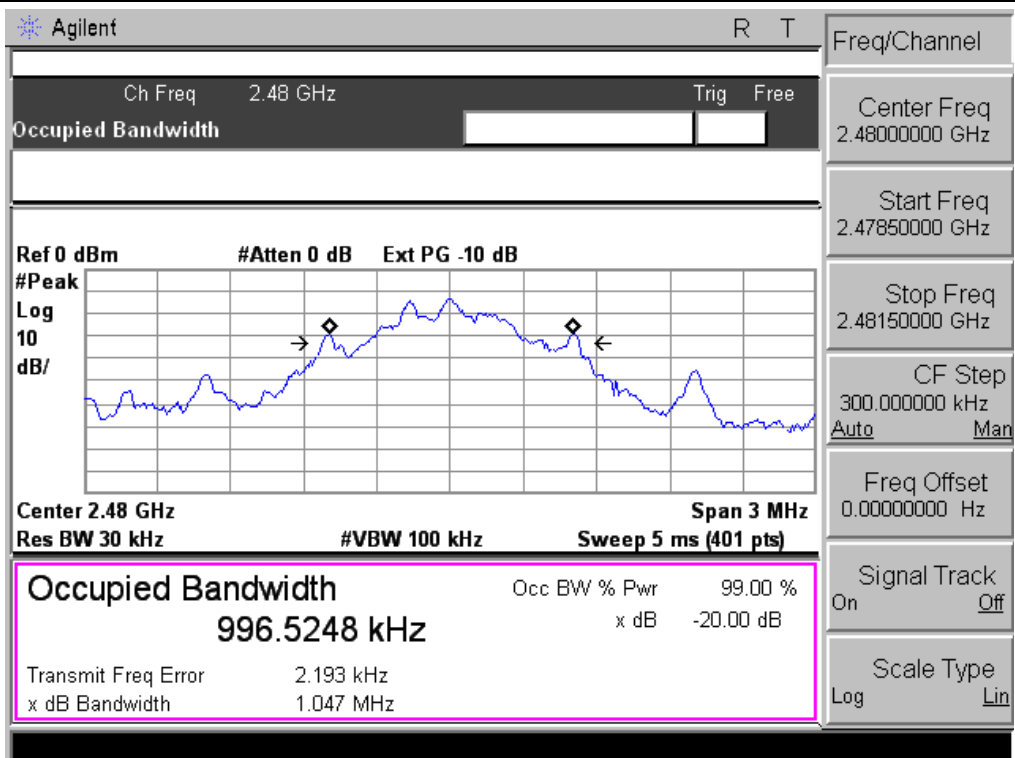 Agilent R T
Ch Freq 2.48 GHz Trig Free
Occupied Bandwidth
Ref 0 dBm #Atten 0 dB Ext PG -10 dB
#Peak
Log
10
dB/
Center 2.48 GHz Span 3 MHz
Res BW 30 kHz #VBW 100 kHz Sweep 5 ms (401 pts)
Occupied Bandwidth
996.5248 kHz
Occ BW % Pwr 99.00 %
x dB -20.00 dB
Transmit Freq Error 2.193 kHz
x dB Bandwidth 1.047 MHz
Freq/Channel
Center Freq
2.48000000 GHz
Start Freq
2.47850000 GHz
Stop Freq
2.48150000 GHz
CF Step
300.000000 kHz
Auto Man
Freq Offset
0.00000000 Hz
Signal Track
On Off
Scale Type
Log Lin